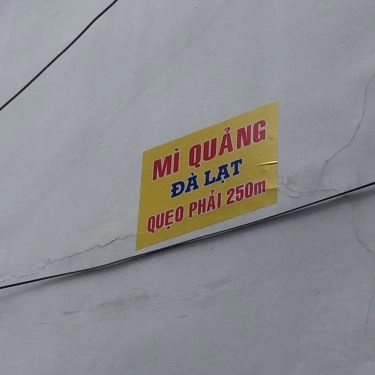 MÌ QUẢNG
ĐÀ LẠT
QUẸO PHẢI 250m